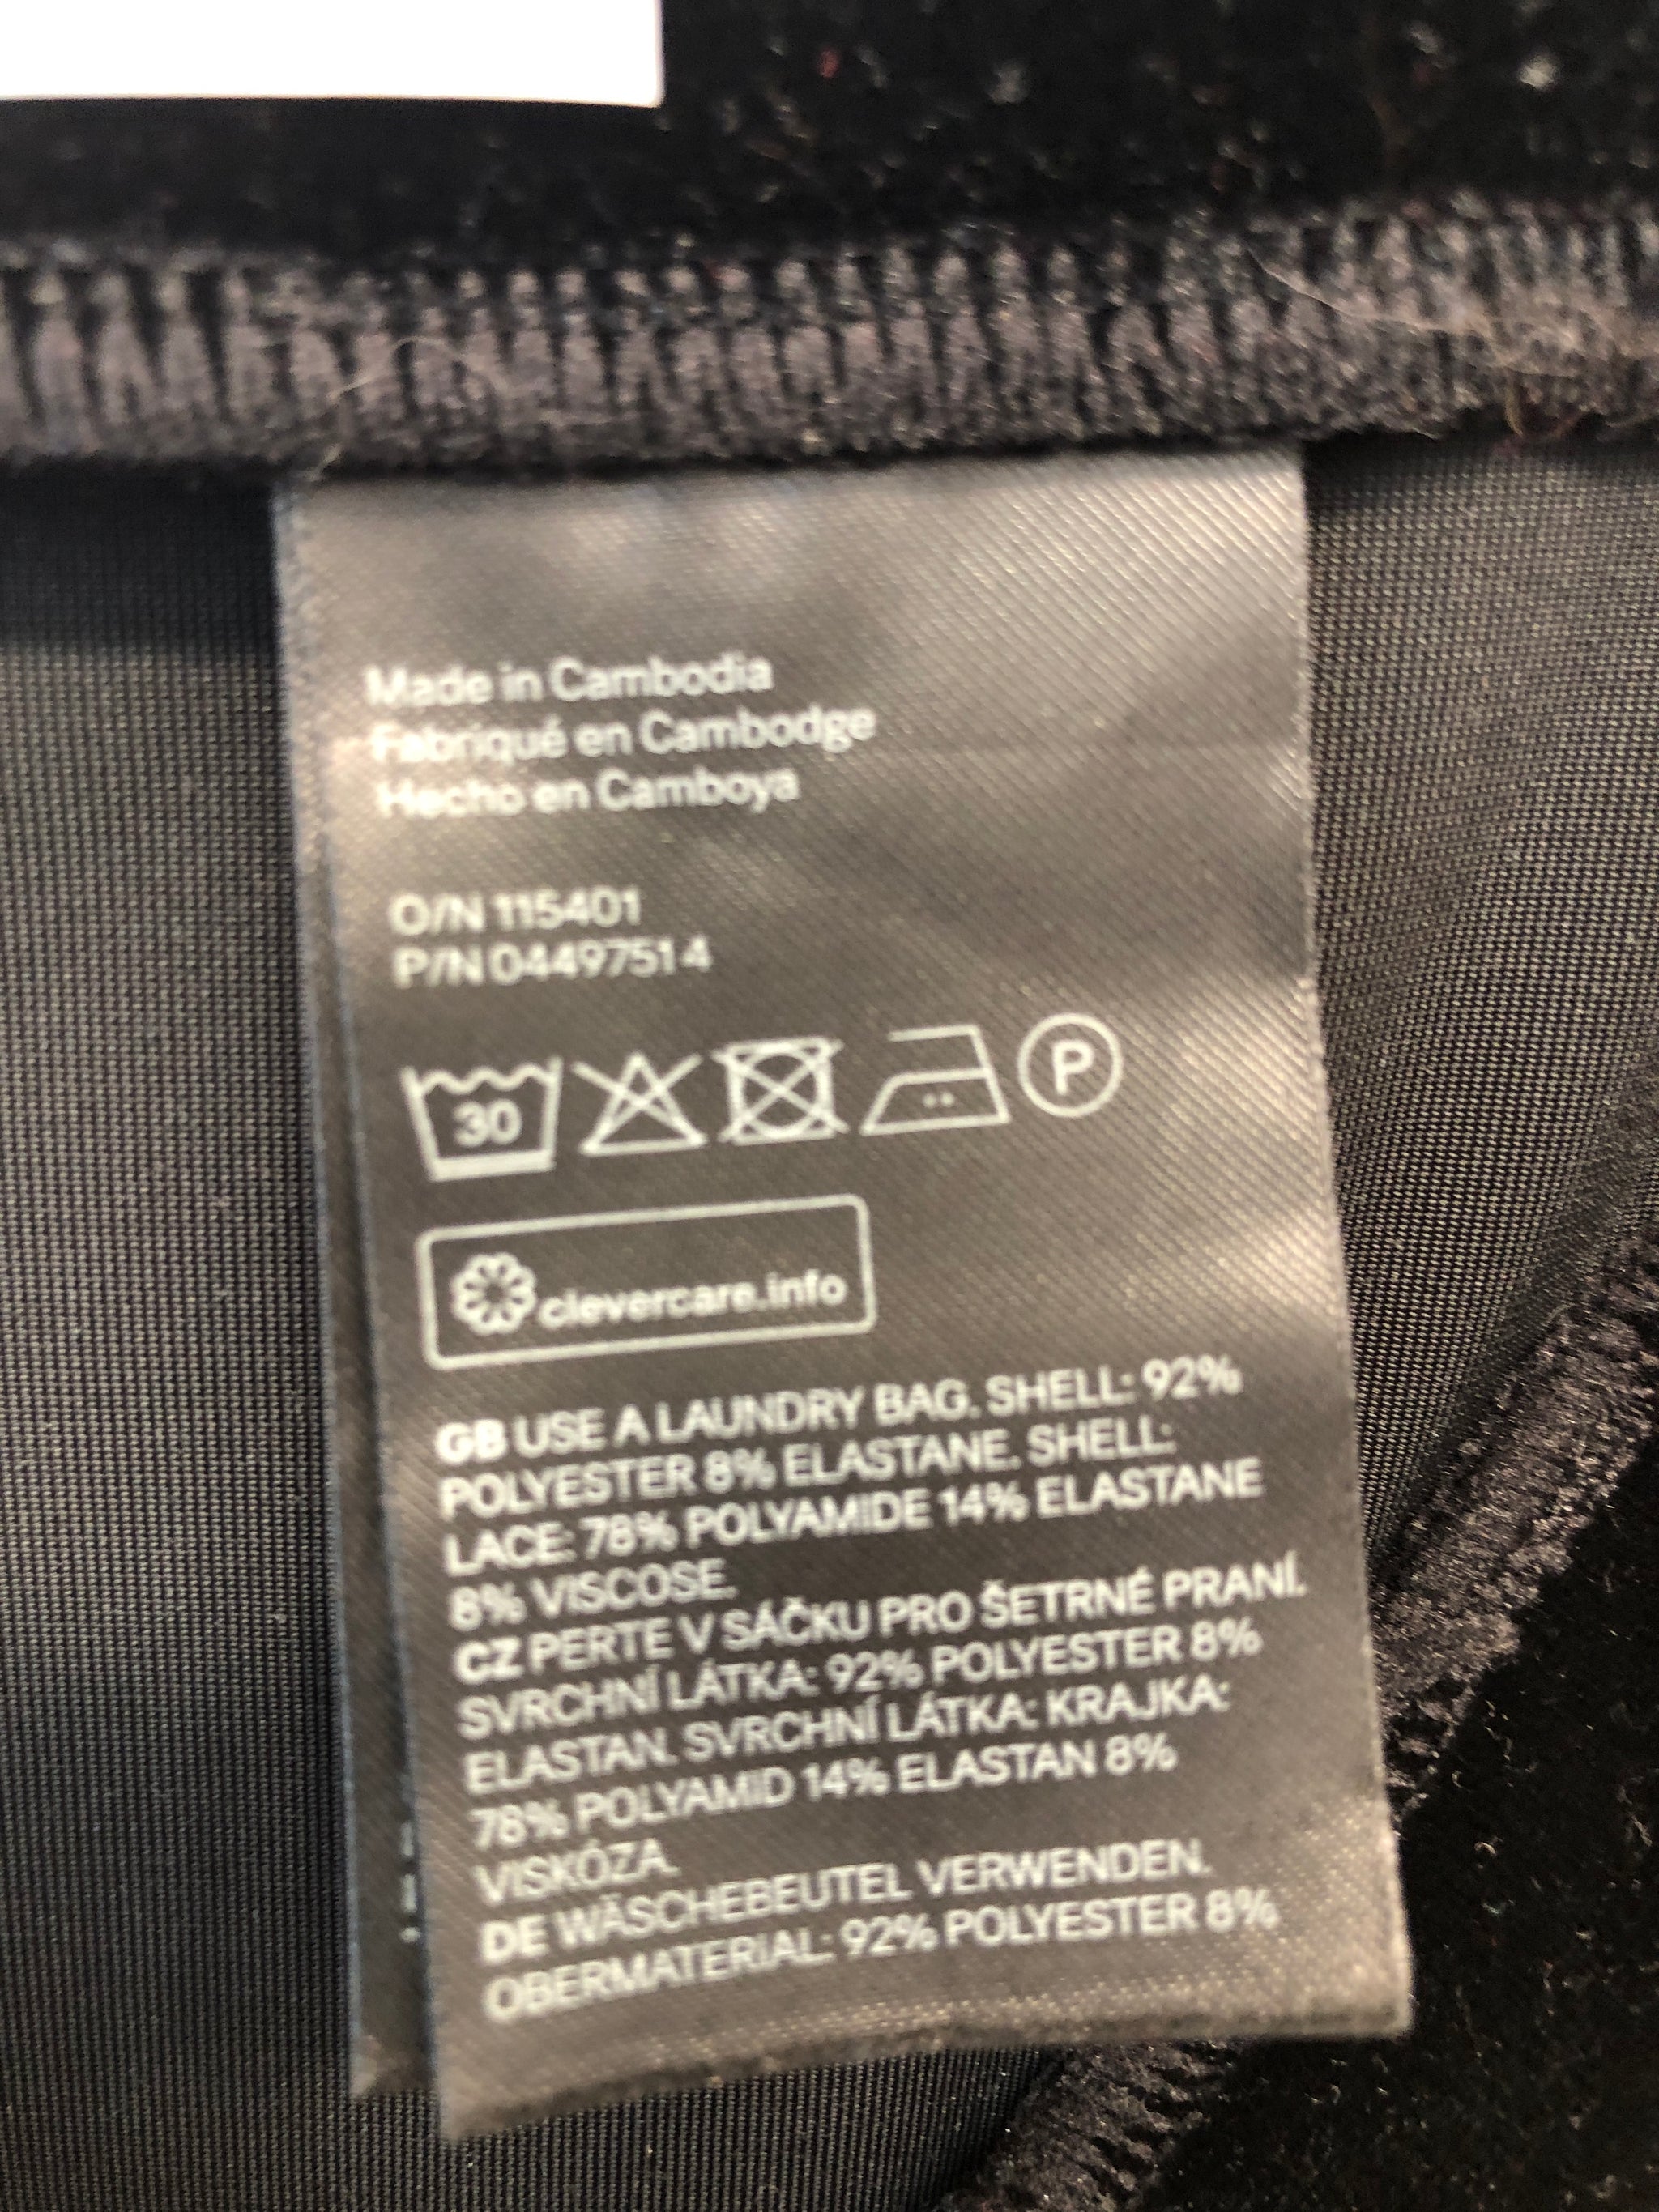 Made in Cambodia
Fabriqué en Cambodge
Hecho en Camboya
O/N 115401
P/N 04497514
30
P
clevercare.info
GB USE A LAUNDRY BAG. SHELL: 92%
POLYESTER 8% ELASTANE. SHELL:
LACE: 78% POLYAMIDE 14% ELASTANE
8% VISCOSE.
CZ PERTE V SÁČKU PRO ŠETRNÉ PRANÍ.
SVRCHNÍ LÁTKA: 92% POLYESTER 8%
ELASTAN. SVRCHNÍ LÁTKA: KRAJKA:
78% POLYAMID 14% ELASTAN 8%
VISKÓZA.
DE WÄSCHEBEUTEL VERWENDEN.
OBERMATERIAL: 92% POLYESTER 8%